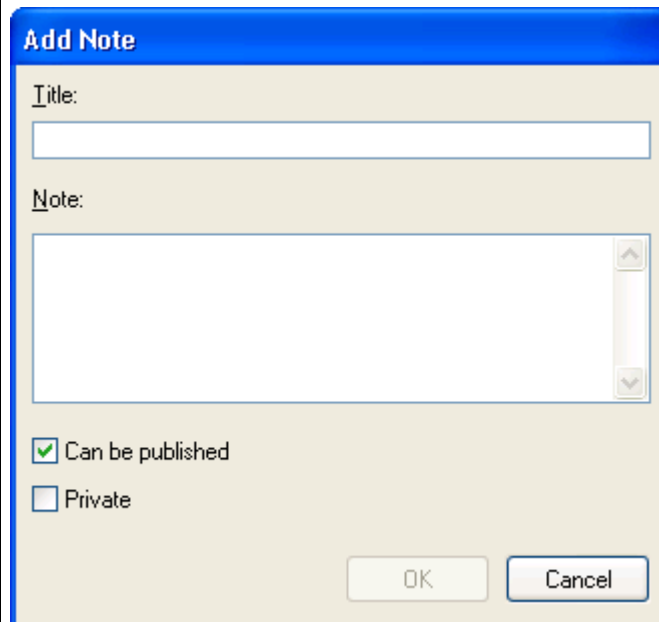 Add Note
Title:
Note:
Can be published
Private
OK
Cancel